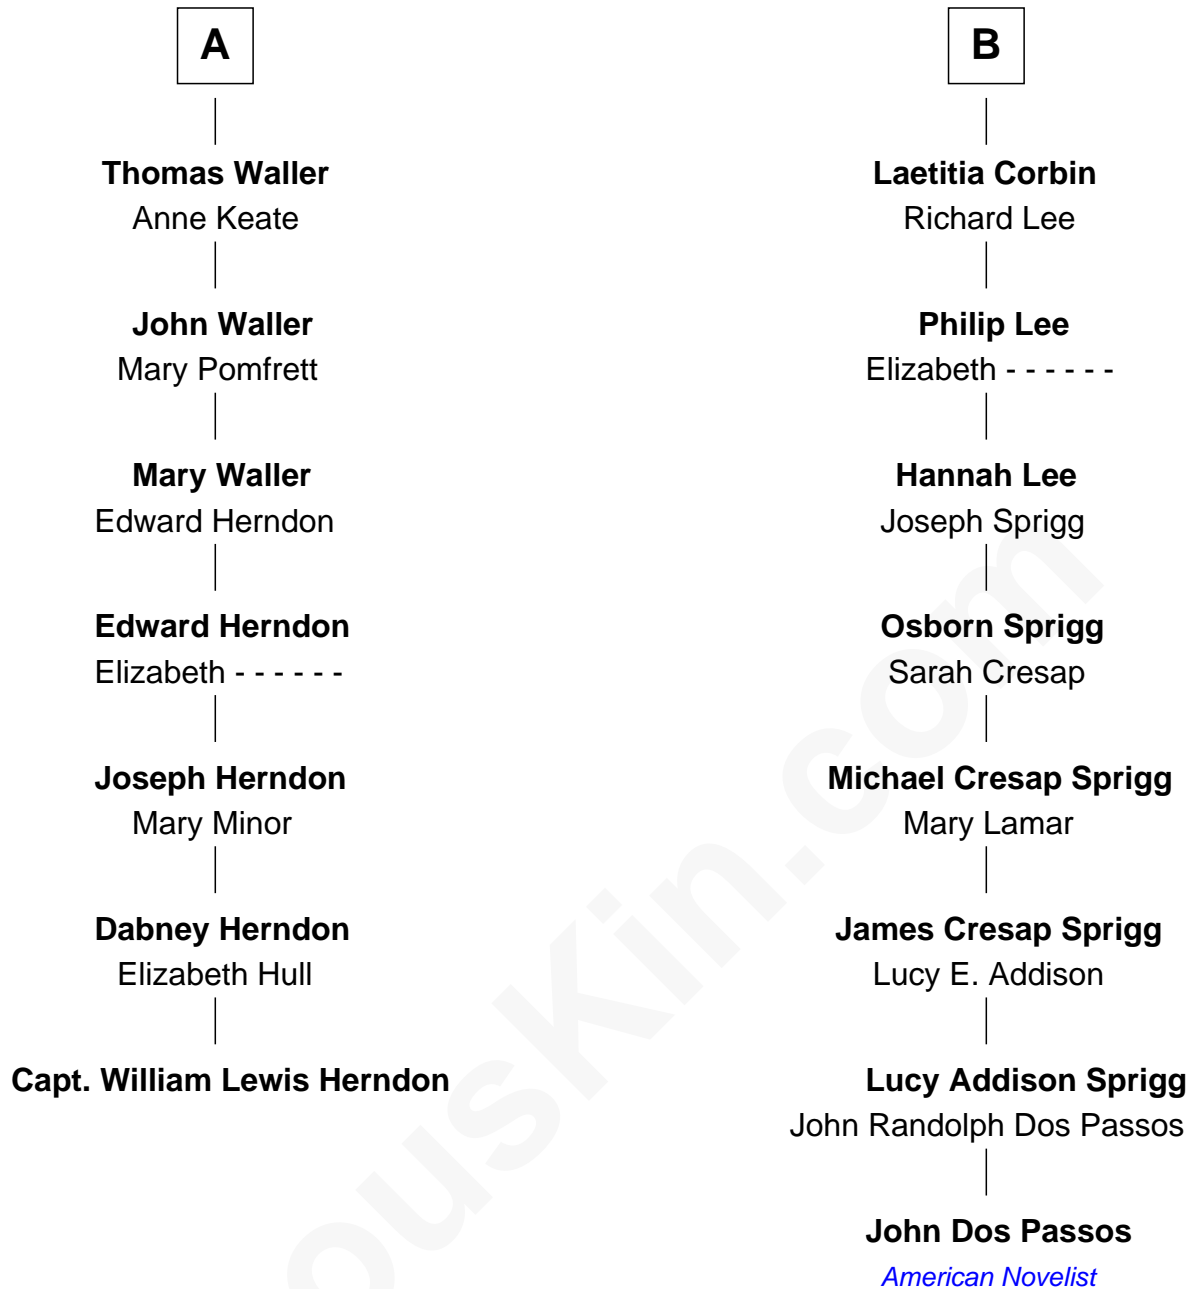 A
Thomas Waller
Anne Keate
John Waller
Mary Pomfrett
Mary Waller
Edward Herndon
Edward Herndon
Elizabeth - - - - - -
Joseph Herndon
Mary Minor
Dabney Herndon
Elizabeth Hull
Capt. William Lewis Herndon
B
Laetitia Corbin
Richard Lee
Philip Lee
Elizabeth - - - - - -
Hannah Lee
Joseph Sprigg
Osborn Sprigg
Sarah Cresap
Michael Cresap Sprigg
Mary Lamar
James Cresap Sprigg
Lucy E. Addison
Lucy Addison Sprigg
John Randolph Dos Passos
John Dos Passos
American Novelist
ousKin.com